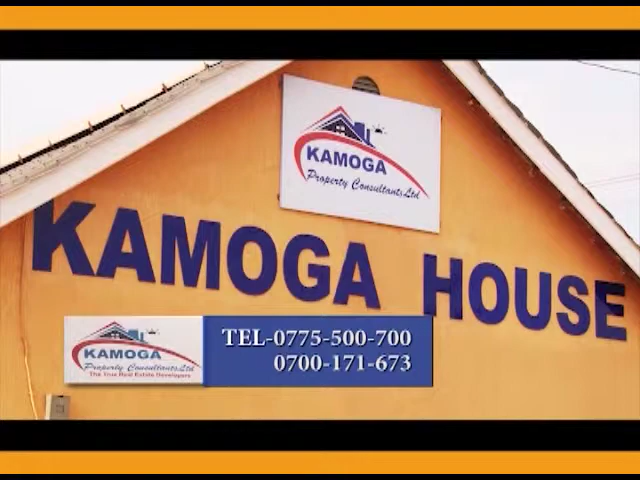 KAMOGA
Property Consultants Ltd
KAMOGA HOUSE
KAMOGA
Property Consultants Ltd
The True Real Estate Developers
TEL-0775-500-700
0700-171-673